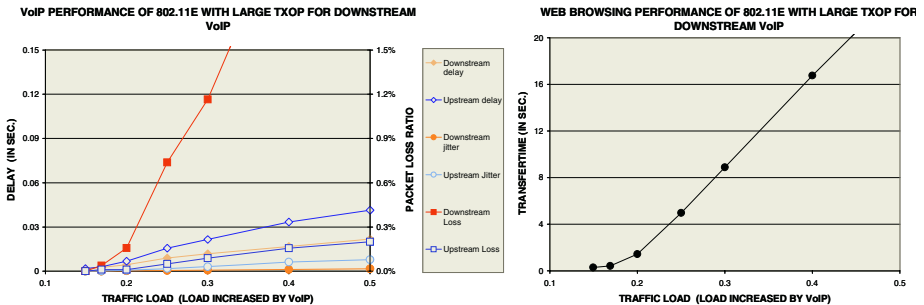 VoIP PERFORMANCE OF 802.11E WITH LARGE TXOP FOR DOWNSTREAM
VoIP
0.15
0.12
0.09
0.06
0.03
0
DELAY (IN SEC.)
0.1
0.2
0.3
0.4
0.5
TRAFFIC LOAD (LOAD INCREASED BY VoIP)
1.5%
1.2%
0.9%
0.6%
0.3%
0.0%
PACKET LOSS RATIO
Downstream
delay
Upstream delay
Downstream
jitter
Upstream Jitter
Downstream
Loss
Upstream Loss
WEB BROWSING PERFORMANCE OF 802.11E WITH LARGE TXOP FOR
DOWNSTREAM VoIP
20
16
12
8
4
0
TRANSFERTIME (IN SEC.)
0.1
0.2
0.3
0.4
0.5
TRAFFIC LOAD (LOAD INCREASED BY VoIP)